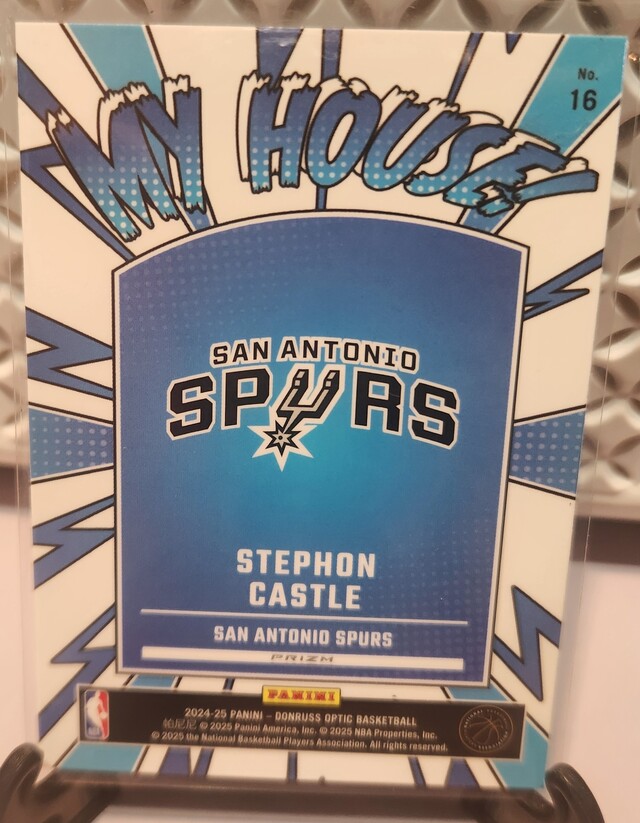 No.
16
MY HOUSE!
SAN ANTONIO
SPURS
STEPHON
CASTLE
SAN ANTONIO SPURS
PRIZM
PANINI
2024-25 PANINI – DONRUSS OPTIC BASKETBALL
帕尼尼 © 2025 Panini America, Inc. © 2025 NBA Properties, Inc.
© 2025 the National Basketball Players Association. All rights reserved.